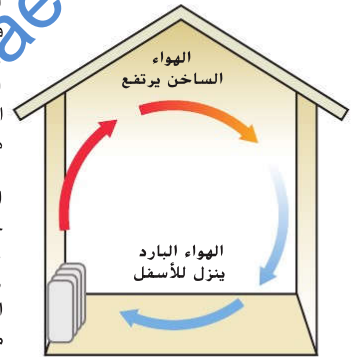 الهواء
الساخن يرتفع
الهواء البارد
ينزل للأسفل